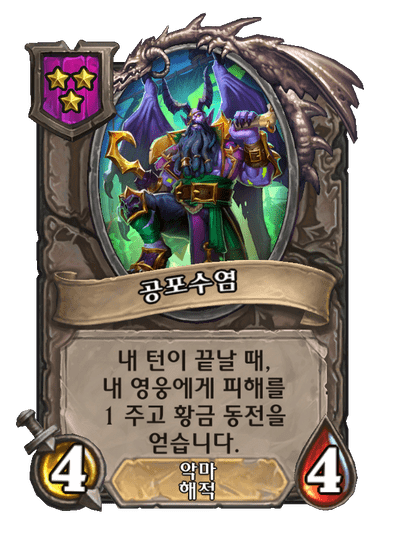 공포수염
내 턴이 끝날 때,
내 영웅에게 피해를
1 주고 황금 동전을
얻습니다.
4
악마
해적
4